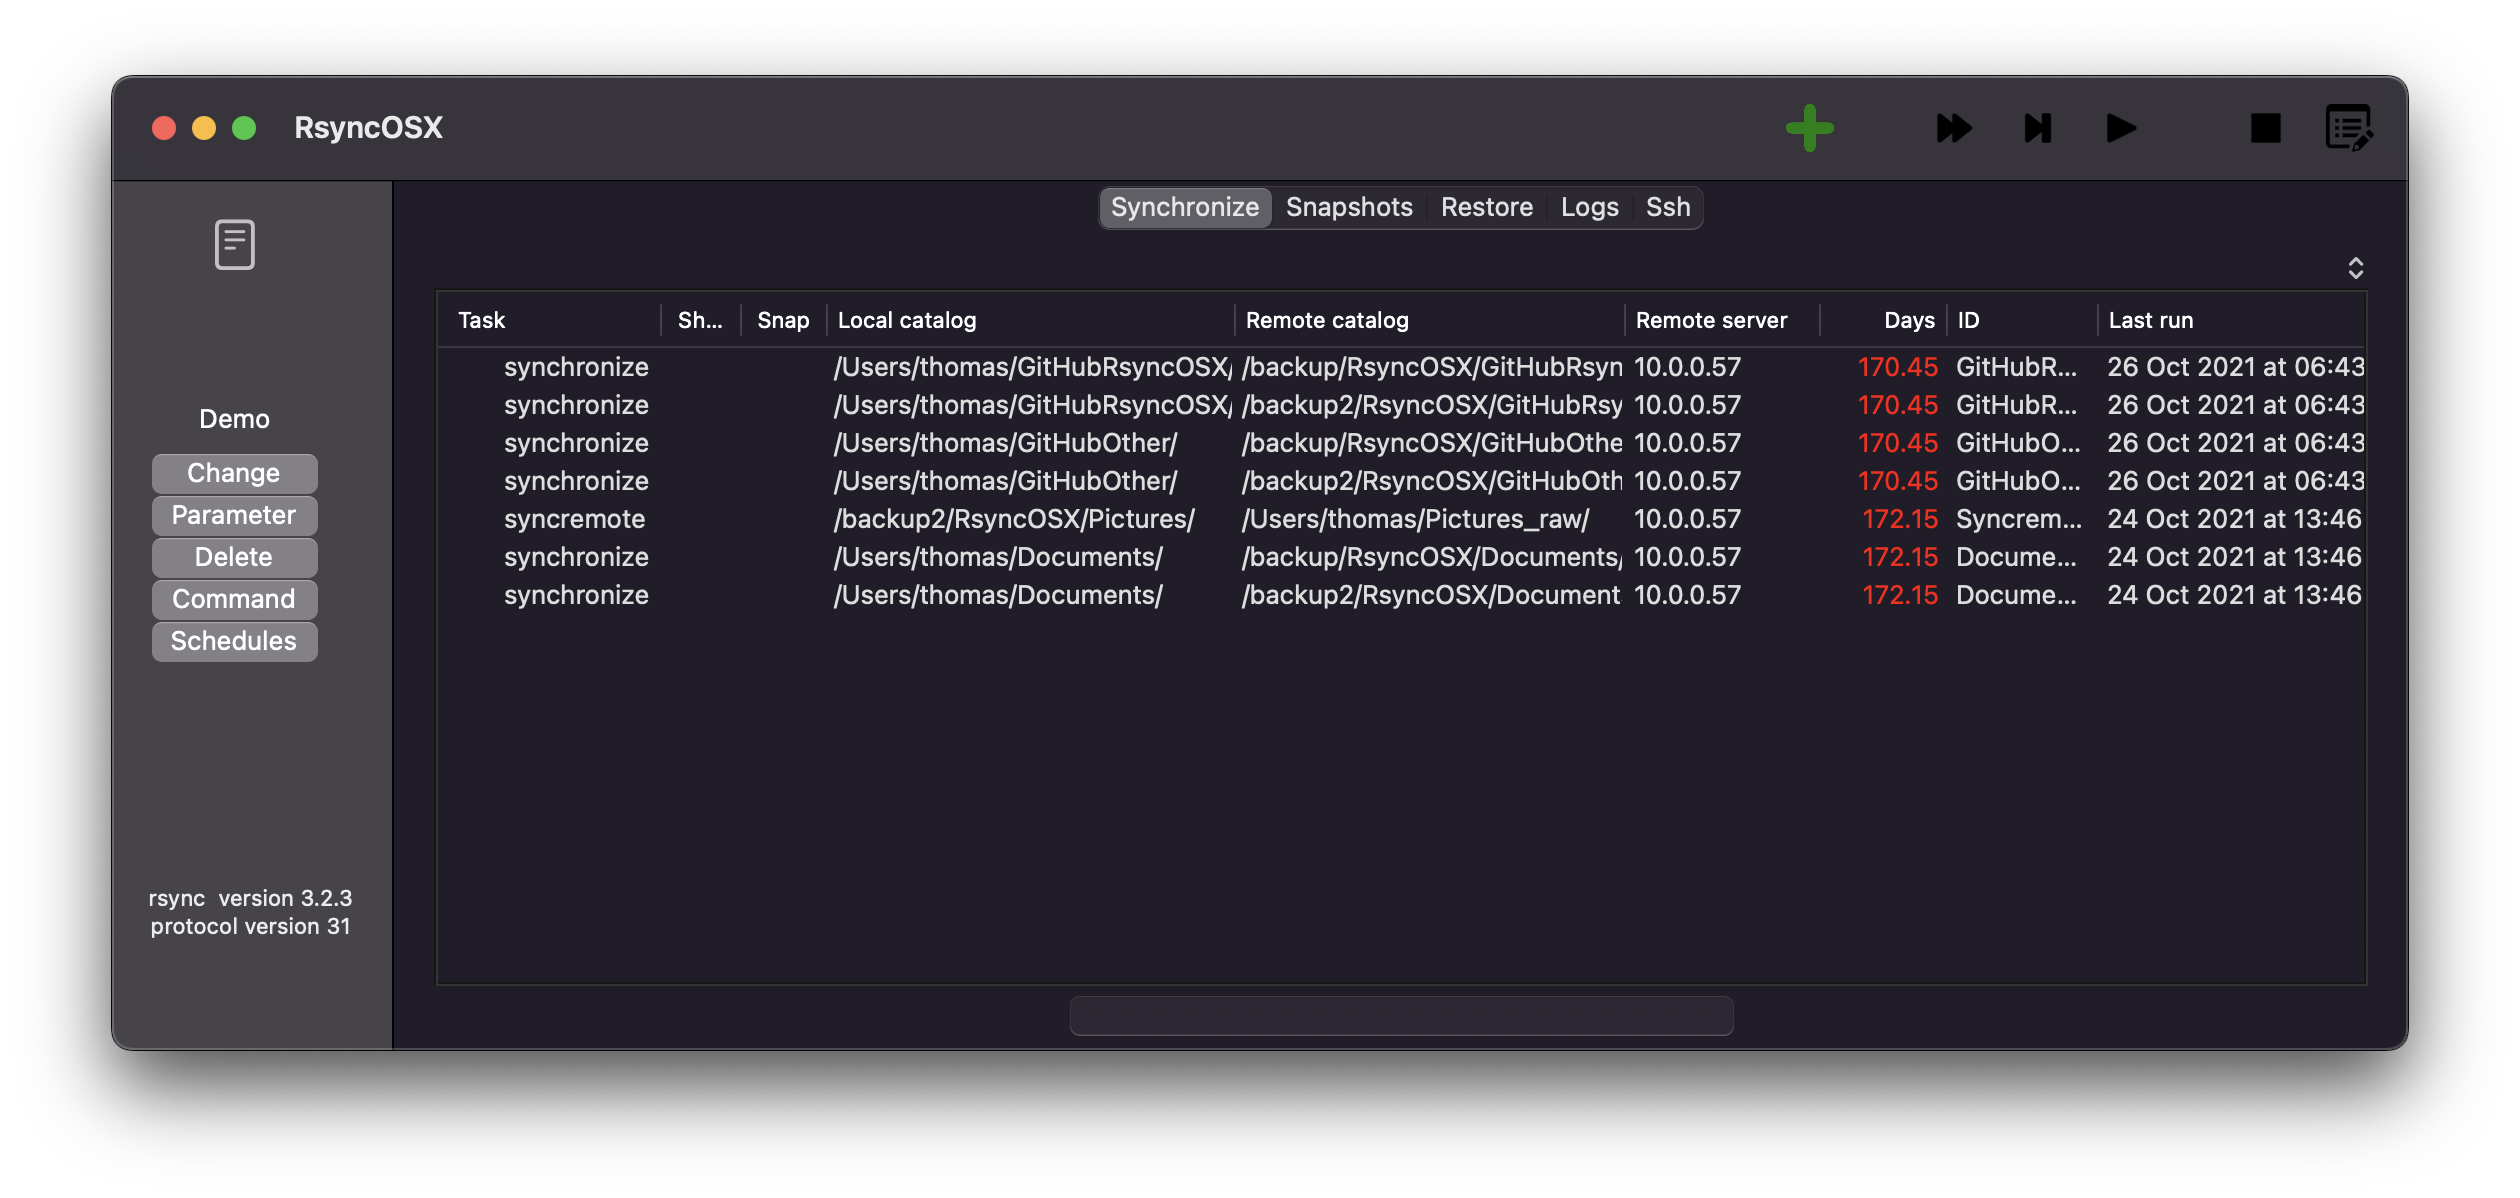 RsyncOSX
Synchronize Snapshots Restore Logs Ssh
Task Sh... Snap Local catalog Remote catalog Remote server Days ID Last run
synchronize /Users/thomas/GitHubRsyncOSX/ /backup/RsyncOSX/GitHubRsyn 10.0.0.57 170.45 GitHubR... 26 Oct 2021 at 06:43
synchronize /Users/thomas/GitHubRsyncOSX/ /backup2/RsyncOSX/GitHubRsy 10.0.0.57 170.45 GitHubR... 26 Oct 2021 at 06:43
synchronize /Users/thomas/GitHubOther/ /backup/RsyncOSX/GitHubOthe 10.0.0.57 170.45 GitHubO... 26 Oct 2021 at 06:43
synchronize /Users/thomas/GitHubOther/ /backup2/RsyncOSX/GitHubOth 10.0.0.57 170.45 GitHubO... 26 Oct 2021 at 06:43
syncremote /backup2/RsyncOSX/Pictures/ /Users/thomas/Pictures_raw/ 10.0.0.57 172.15 Syncrem... 24 Oct 2021 at 13:46
synchronize /Users/thomas/Documents/ /backup/RsyncOSX/Documents/ 10.0.0.57 172.15 Docume... 24 Oct 2021 at 13:46
synchronize /Users/thomas/Documents/ /backup2/RsyncOSX/Document 10.0.0.57 172.15 Docume... 24 Oct 2021 at 13:46
Demo
Change
Parameter
Delete
Command
Schedules
rsync  version 3.2.3
protocol version 31